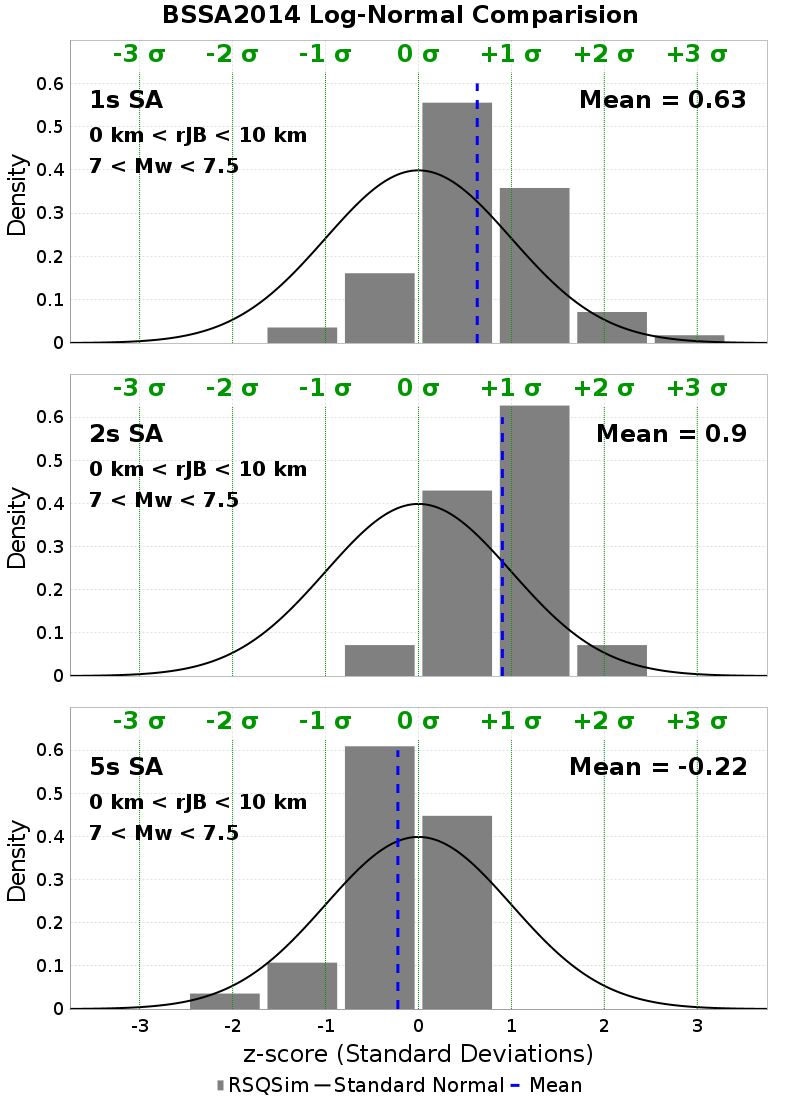 BSSA2014 Log-Normal Comparision
-3 σ -2 σ -1 σ 0 σ +1 σ +2 σ +3 σ
1s SA Mean = 0.63
0 km < rJB < 10 km
7 < Mw < 7.5
0.6
0.5
0.4
0.3
0.2
0.1
0
Density
-3 σ -2 σ -1 σ 0 σ +1 σ +2 σ +3 σ
2s SA Mean = 0.9
0 km < rJB < 10 km
7 < Mw < 7.5
0.6
0.5
0.4
0.3
0.2
0.1
0
Density
-3 σ -2 σ -1 σ 0 σ +1 σ +2 σ +3 σ
5s SA Mean = -0.22
0 km < rJB < 10 km
7 < Mw < 7.5
0.6
0.5
0.4
0.3
0.2
0.1
0
Density
-3 -2 -1 0 1 2 3
z-score (Standard Deviations)
RSQSim Standard Normal Mean